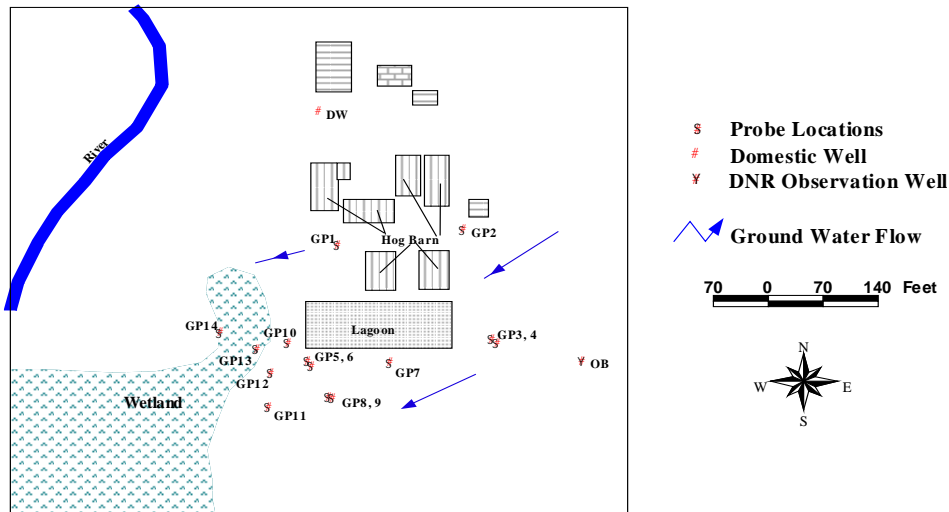 DW
River
GP1
Hog Barn
GP2
GP14
GP10
Lagoon
GP3, 4
GP13
GP5, 6
GP7
OB
GP12
Wetland
GP8, 9
GP11
S Probe Locations
# Domestic Well
¥ DNR Observation Well
Ground Water Flow
70 0 70 140 Feet
N
W E
S